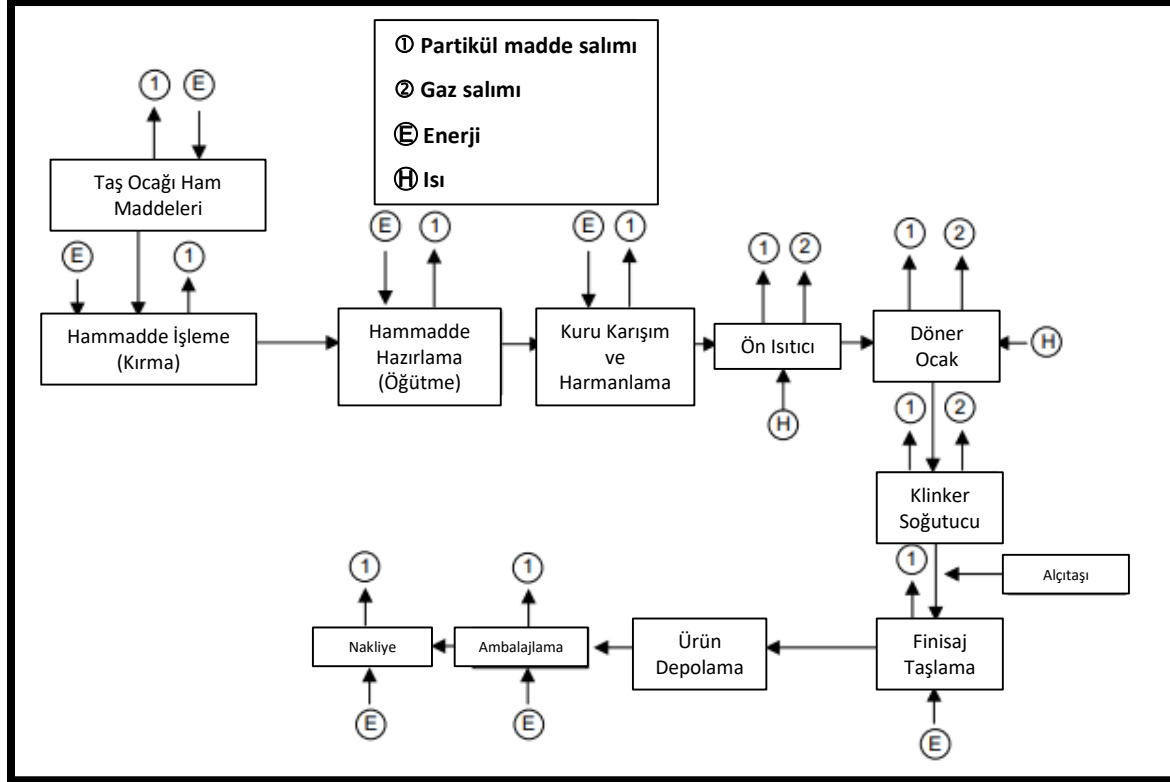 ① Partikül madde salımı
② Gaz salımı
Ⓔ Enerji
Ⓗ Isı
1 E
Taş Ocağı Ham
Maddeleri
E 1
Hammadde İşleme
(Kırma)
E 1
Hammadde
Hazırlama
(Öğütme)
E 1
Kuru Karışım
ve
Harmanlama
1 2
Ön Isıtıcı
H
1 2
Döner
Ocak
H
1 2
Klinker
Soğutucu
Alçıtaşı
1
Finisaj
Taşlama
E
Ürün
Depolama
1
Ambalajlama
E
1
Nakliye
E